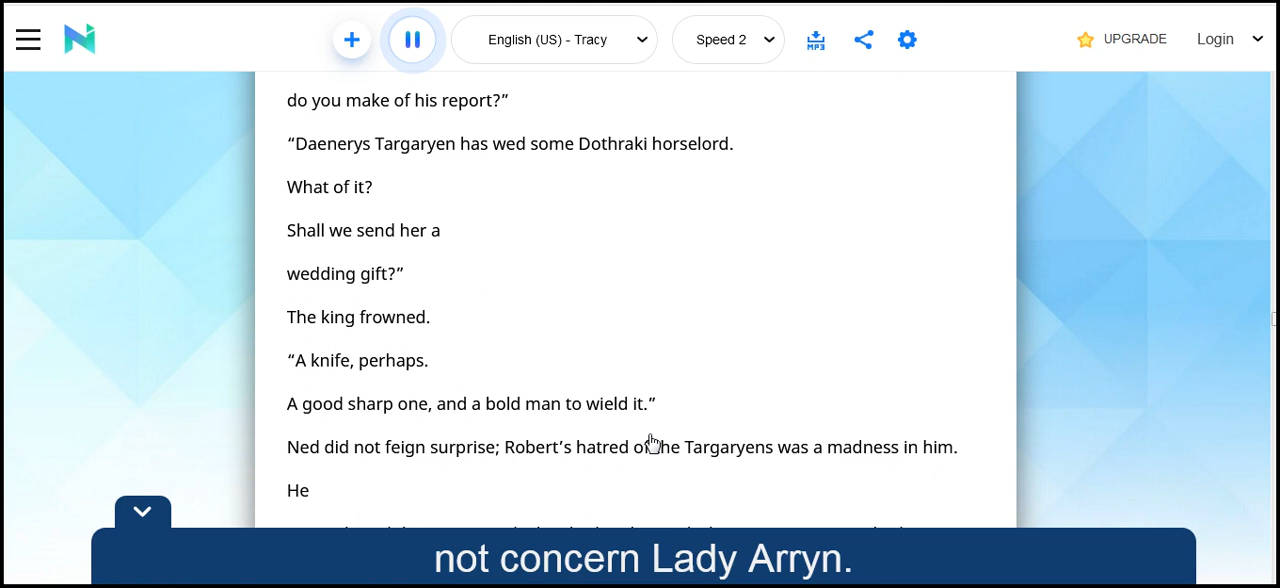 English (US) - Tracy
Speed 2
MP3
UPGRADE
Login
do you make of his report?”
“Daenerys Targaryen has wed some Dothraki horselord.
What of it?
Shall we send her a
wedding gift?”
The king frowned.
“A knife, perhaps.
A good sharp one, and a bold man to wield it.”
Ned did not feign surprise; Robert’s hatred of the Targaryens was a madness in him.
He
not concern Lady Arryn.